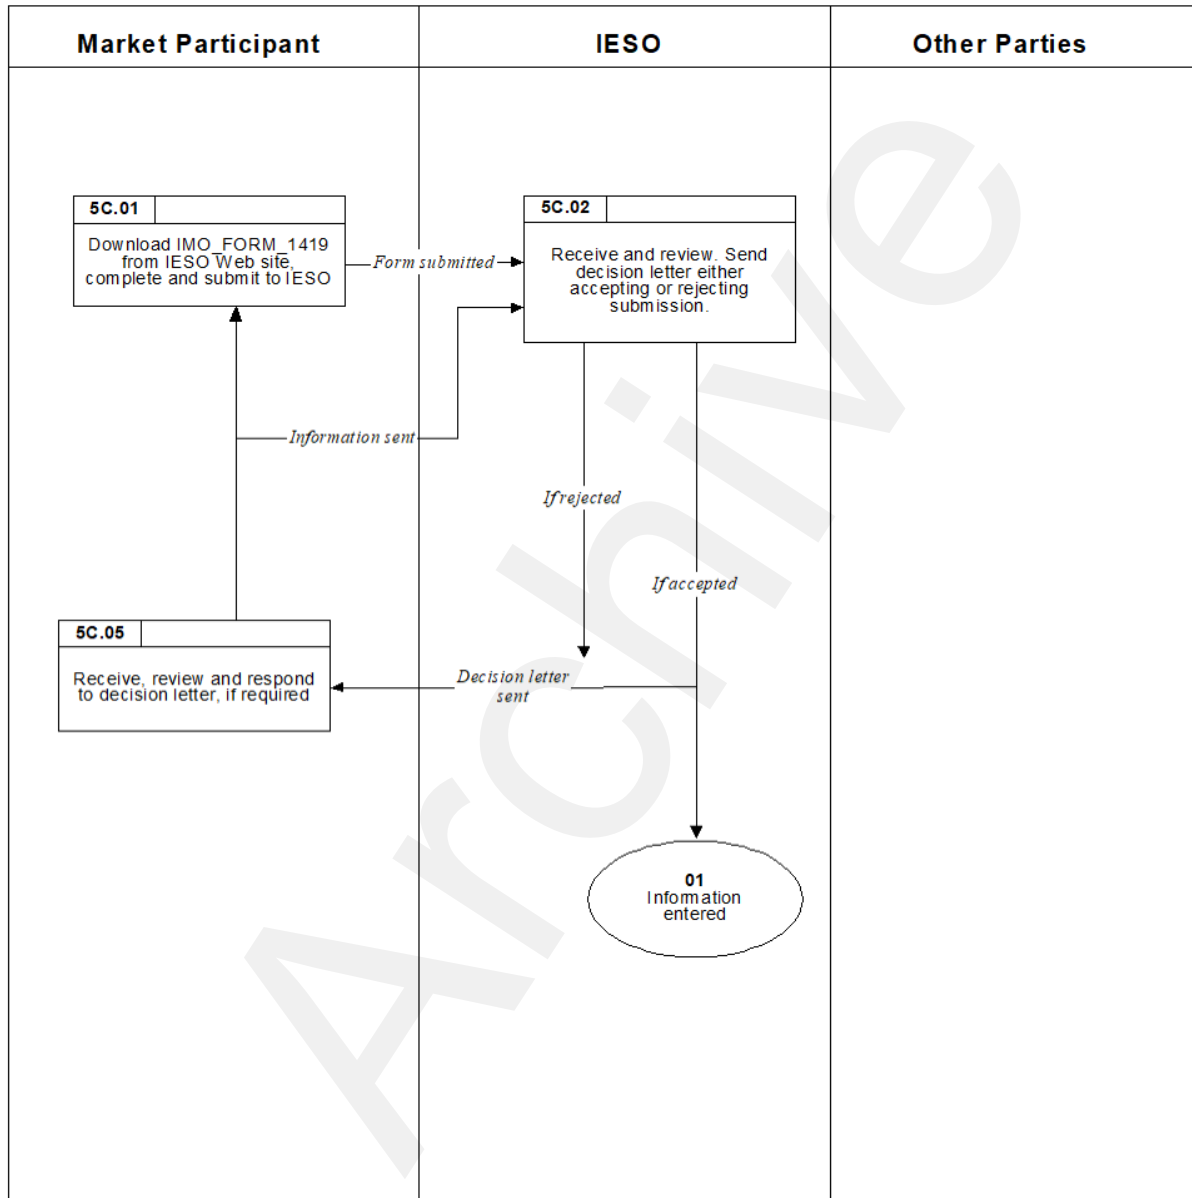 Market Participant
IESO
Other Parties
5C.01
Download IMO_FORM_1419
from IESO Web site,
complete and submit to IESO
Form submitted
5C.02
Receive and review. Send
decision letter either
accepting or rejecting
submission.
Information sent
If rejected
If accepted
5C.05
Receive, review and respond
to decision letter, if required
Decision letter
sent
01
Information
entered
Archive